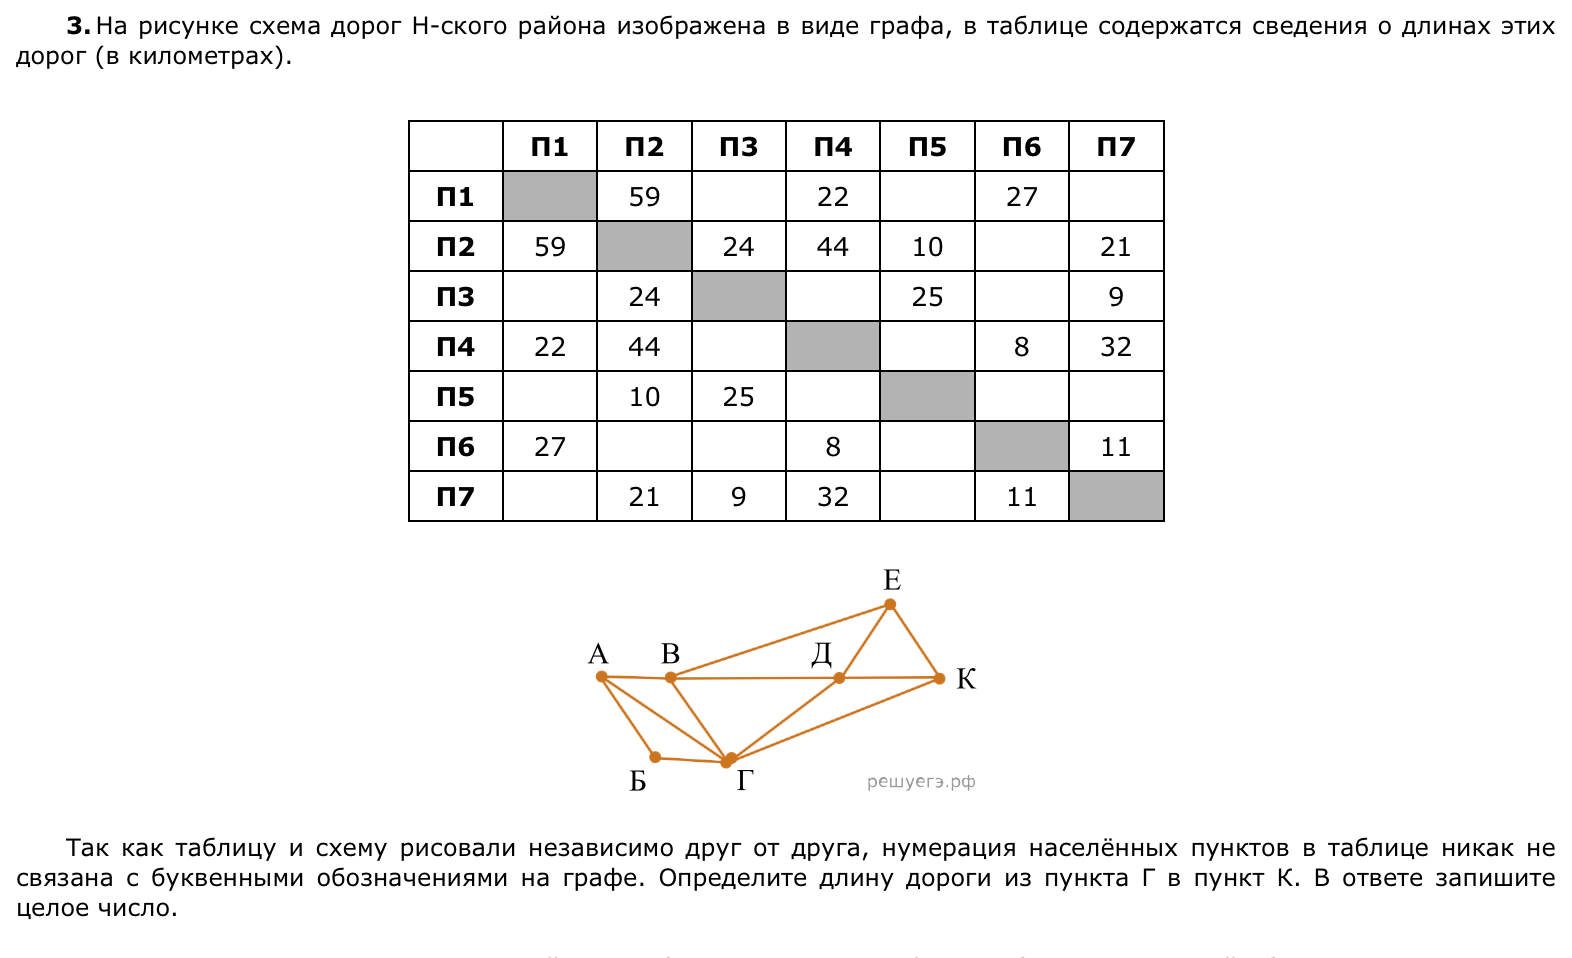 3. На рисунке схема дорог Н-ского района изображена в виде графа, в таблице содержатся сведения о длинах этих
дорог (в километрах).
П1 П2 П3 П4 П5 П6 П7
П1 59 22 27
П2 59 24 44 10 21
П3 24 25 9
П4 22 44 8 32
П5 10 25
П6 27 8 11
П7 21 9 32 11
Е
А В Д К
Б Г
решуегэ.рф
Так как таблицу и схему рисовали независимо друг от друга, нумерация населённых пунктов в таблице никак не
связана с буквенными обозначениями на графе. Определите длину дороги из пункта Г в пункт К. В ответе запишите
целое число.